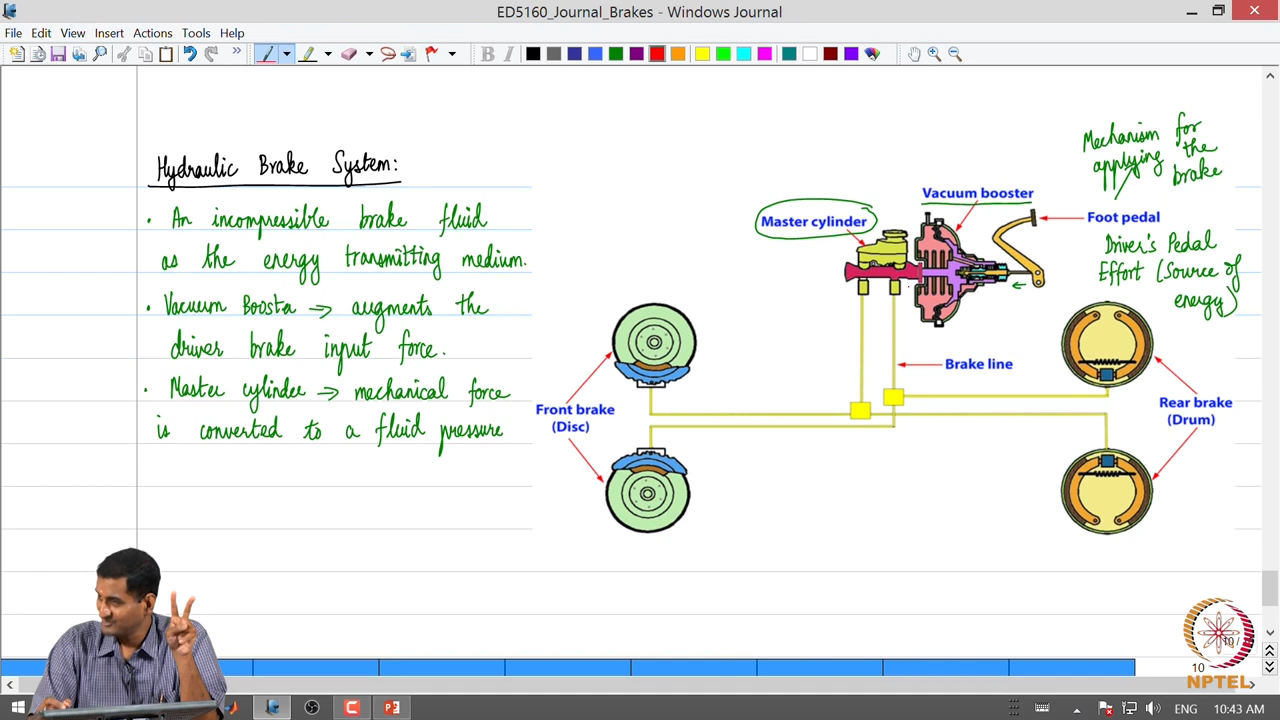 ED5160_Journal_Brakes - Windows Journal
File Edit View Insert Actions Tools Help
Hydraulic Brake System:
• An incompressible brake fluid
as the energy transmitting medium.
• Vacuum Booster → augments the
driver brake input force.
• Master cylinder → mechanical force
is converted to a fluid pressure
Mechanism for
applying the
brake
Vacuum booster
Master cylinder
Foot pedal
Driver's Pedal
Effort (Source of
energy)
Brake line
Front brake
(Disc)
Rear brake
(Drum)
10
NPTEL
ENG 10:43 AM